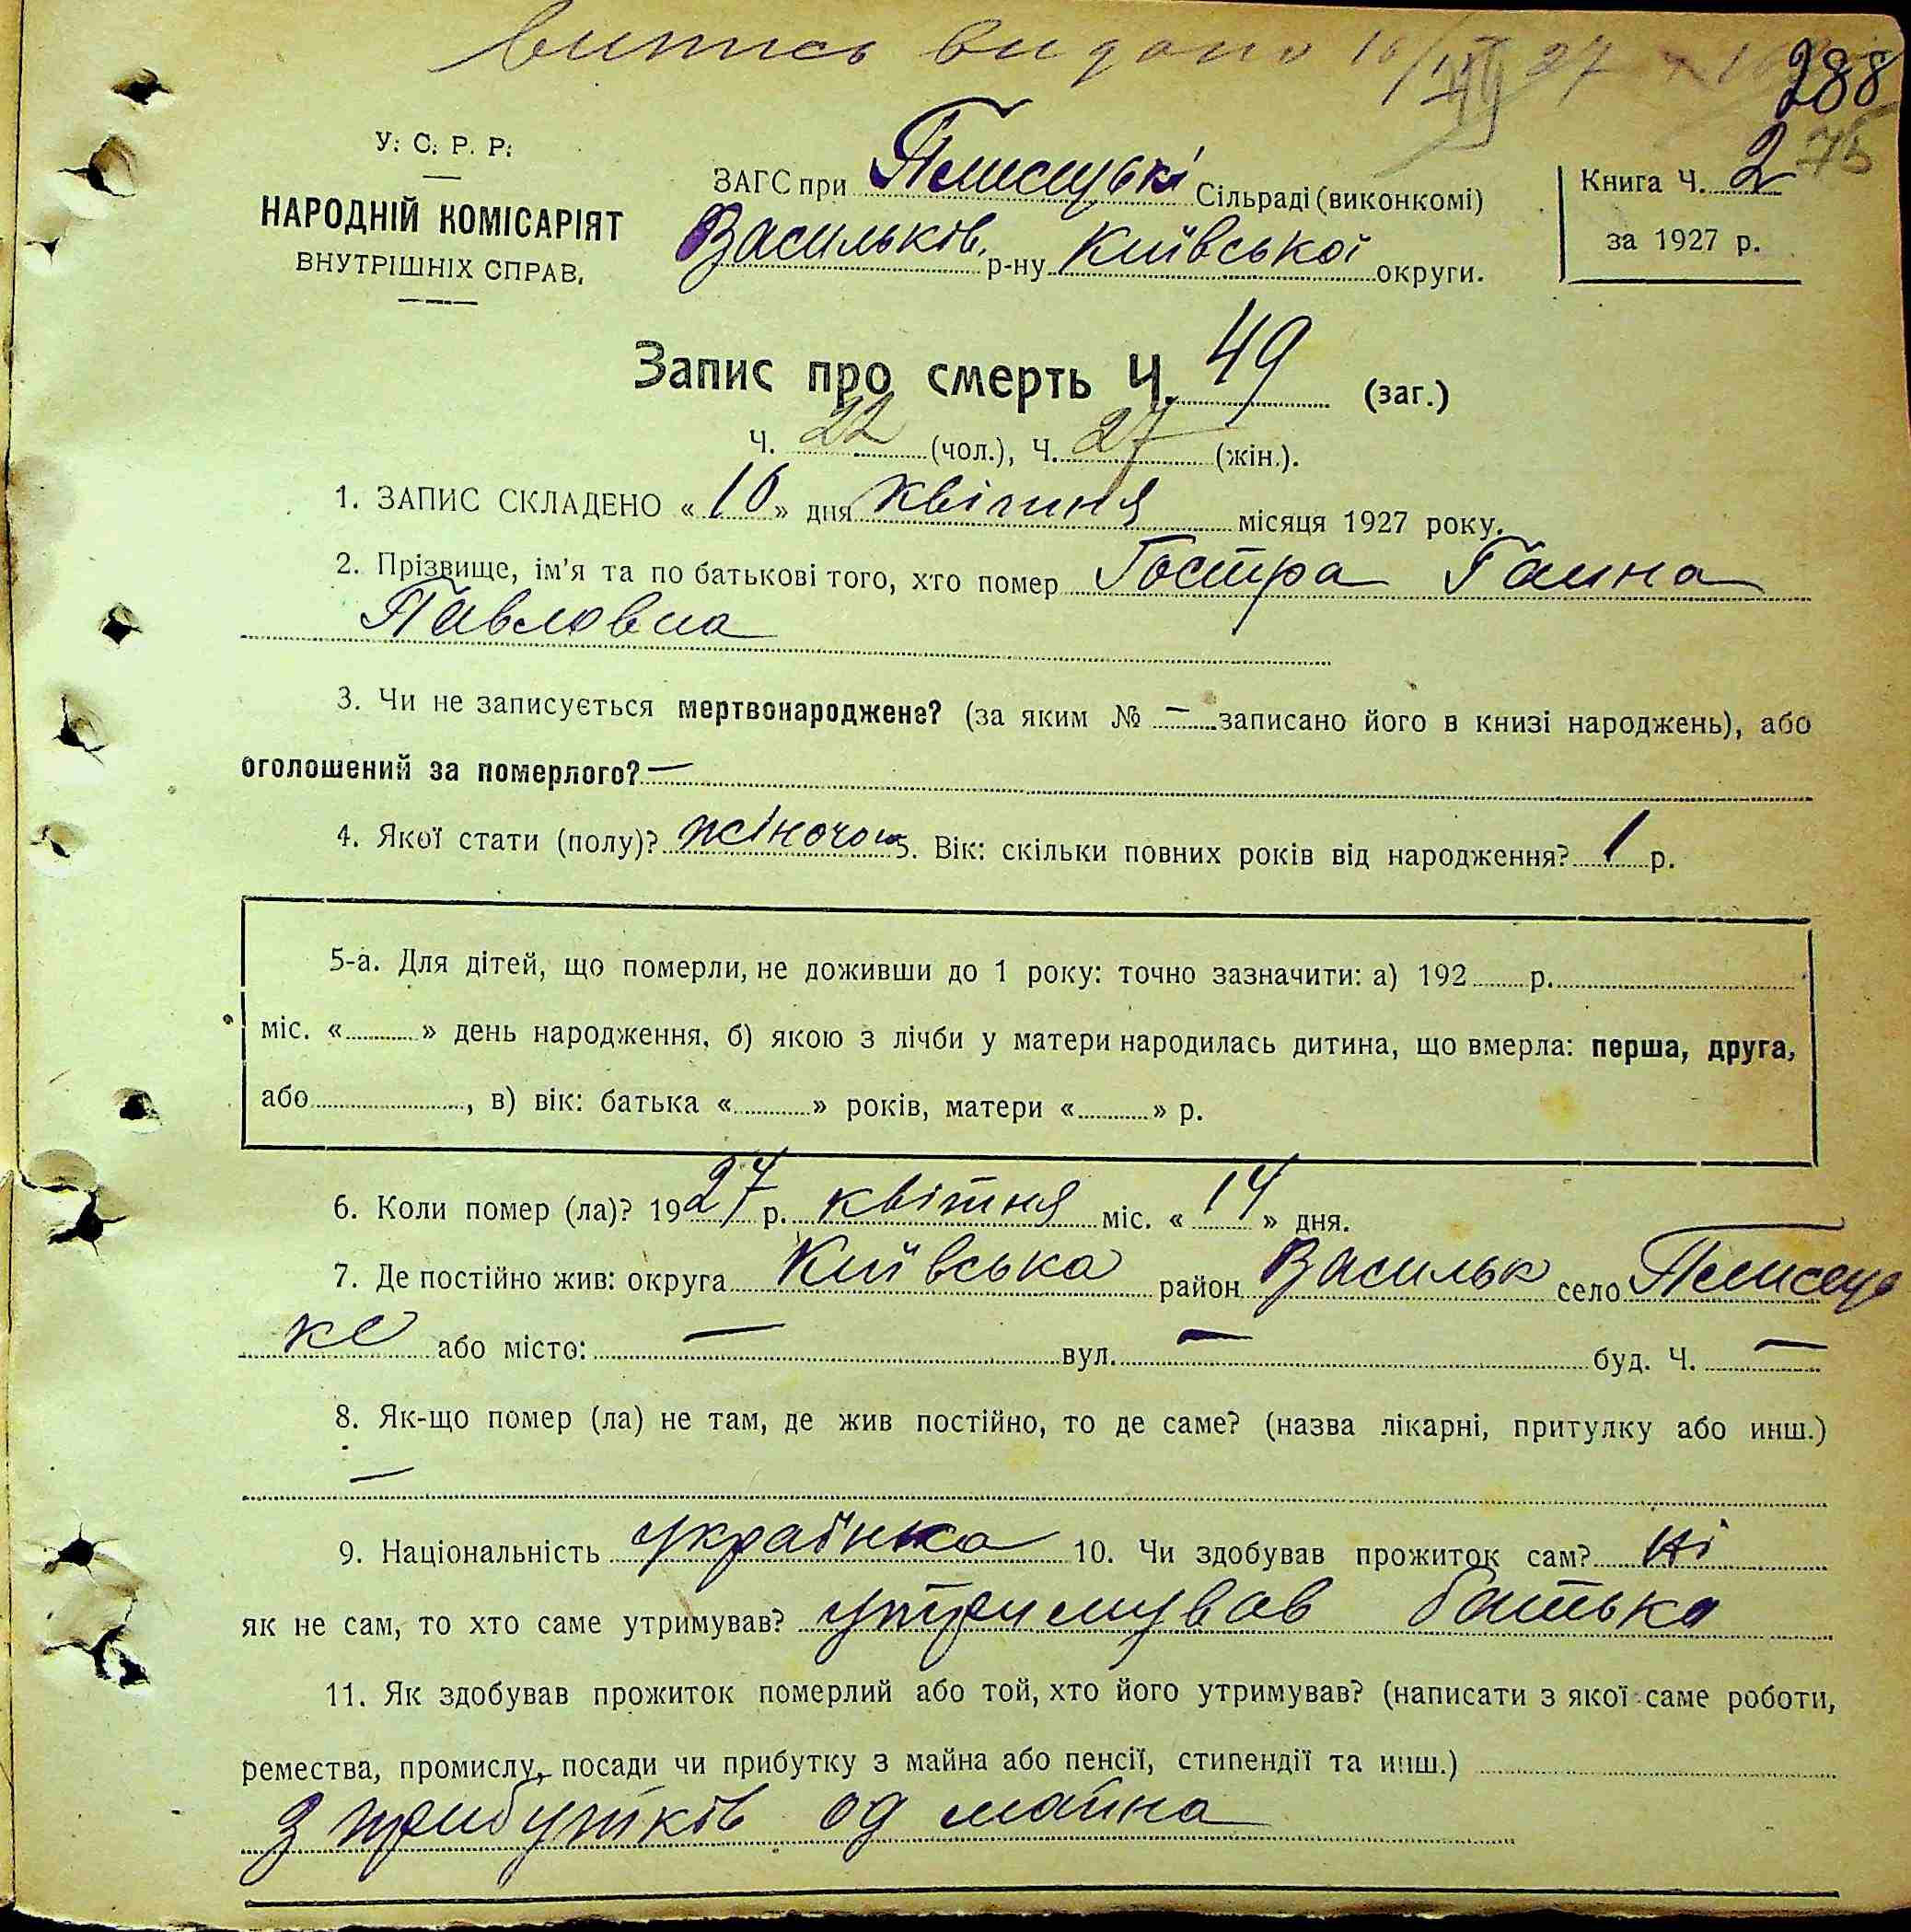 витись видано 16/IV 27
288
75
У. С. Р. Р.
НАРОДНІЙ КОМІСАРІЯТ
ВНУТРІШНІХ СПРАВ.
ЗАГС при Плисецькі Сільраді (виконкомі)
Васильків. р-ну Київської округи.
Книга Ч. 2
за 1927 р.
Запис про смерть Ч. 49 (заг.)
Ч. 22 (чол.), Ч. 27 (жін.).
1. ЗАПИС СКЛАДЕНО « 16 » дня квітня місяця 1927 року.
2. Прізвище, ім'я та по батькові того, хто помер Гостра Ганна
Павловна
3. Чи не записується мертвонароджене? (за яким № — записано його в книзі народжень), або
оголошений за померлого? —
4. Якої стати (полу)? жіночої 5. Вік: скільки повних років від народження? 1 р.
5-а. Для дітей, що померли, не доживши до 1 року: точно зазначити: а) 192 р.
міс. « » день народження, б) якою з лічби у матери народилась дитина, що вмерла: перша, друга,
або , в) вік: батька « » років, матери « » р.
6. Коли помер (ла)? 1927 р. квітня міс. « 14 » дня.
7. Де постійно жив: округа Київська район Васильк село Плисець
ке або місто: — вул. — буд. Ч. —
8. Як-що помер (ла) не там, де жив постійно, то де саме? (назва лікарні, притулку або инш.)
—
9. Національність українка 10. Чи здобував прожиток сам? ні
як не сам, то хто саме утримував? утримував батько
11. Як здобував прожиток померлий або той, хто його утримував? (написати з якої саме роботи,
ремества, промислу, посади чи прибутку з майна або пенсії, стипендії та инш.)
з прибутків од майна